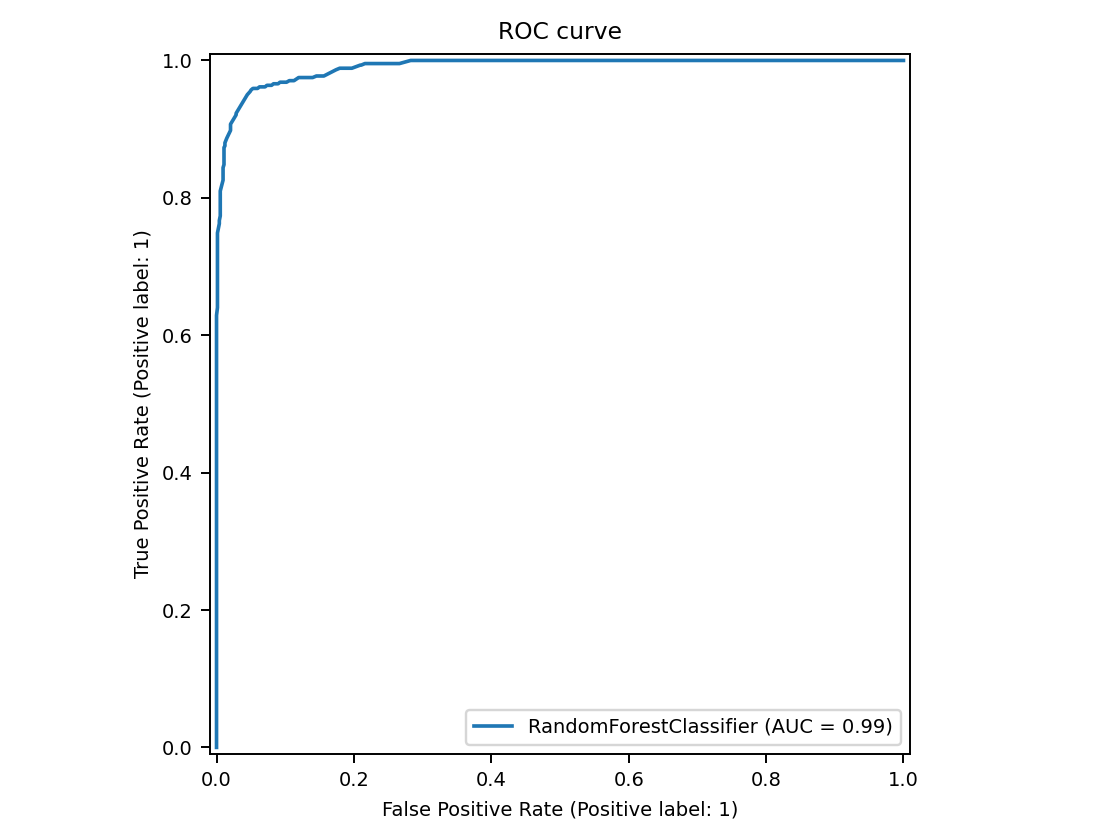 ROC curve
1.0
0.8
0.6
0.4
0.2
0.0
True Positive Rate (Positive label: 1)
RandomForestClassifier (AUC = 0.99)
0.0 0.2 0.4 0.6 0.8 1.0
False Positive Rate (Positive label: 1)